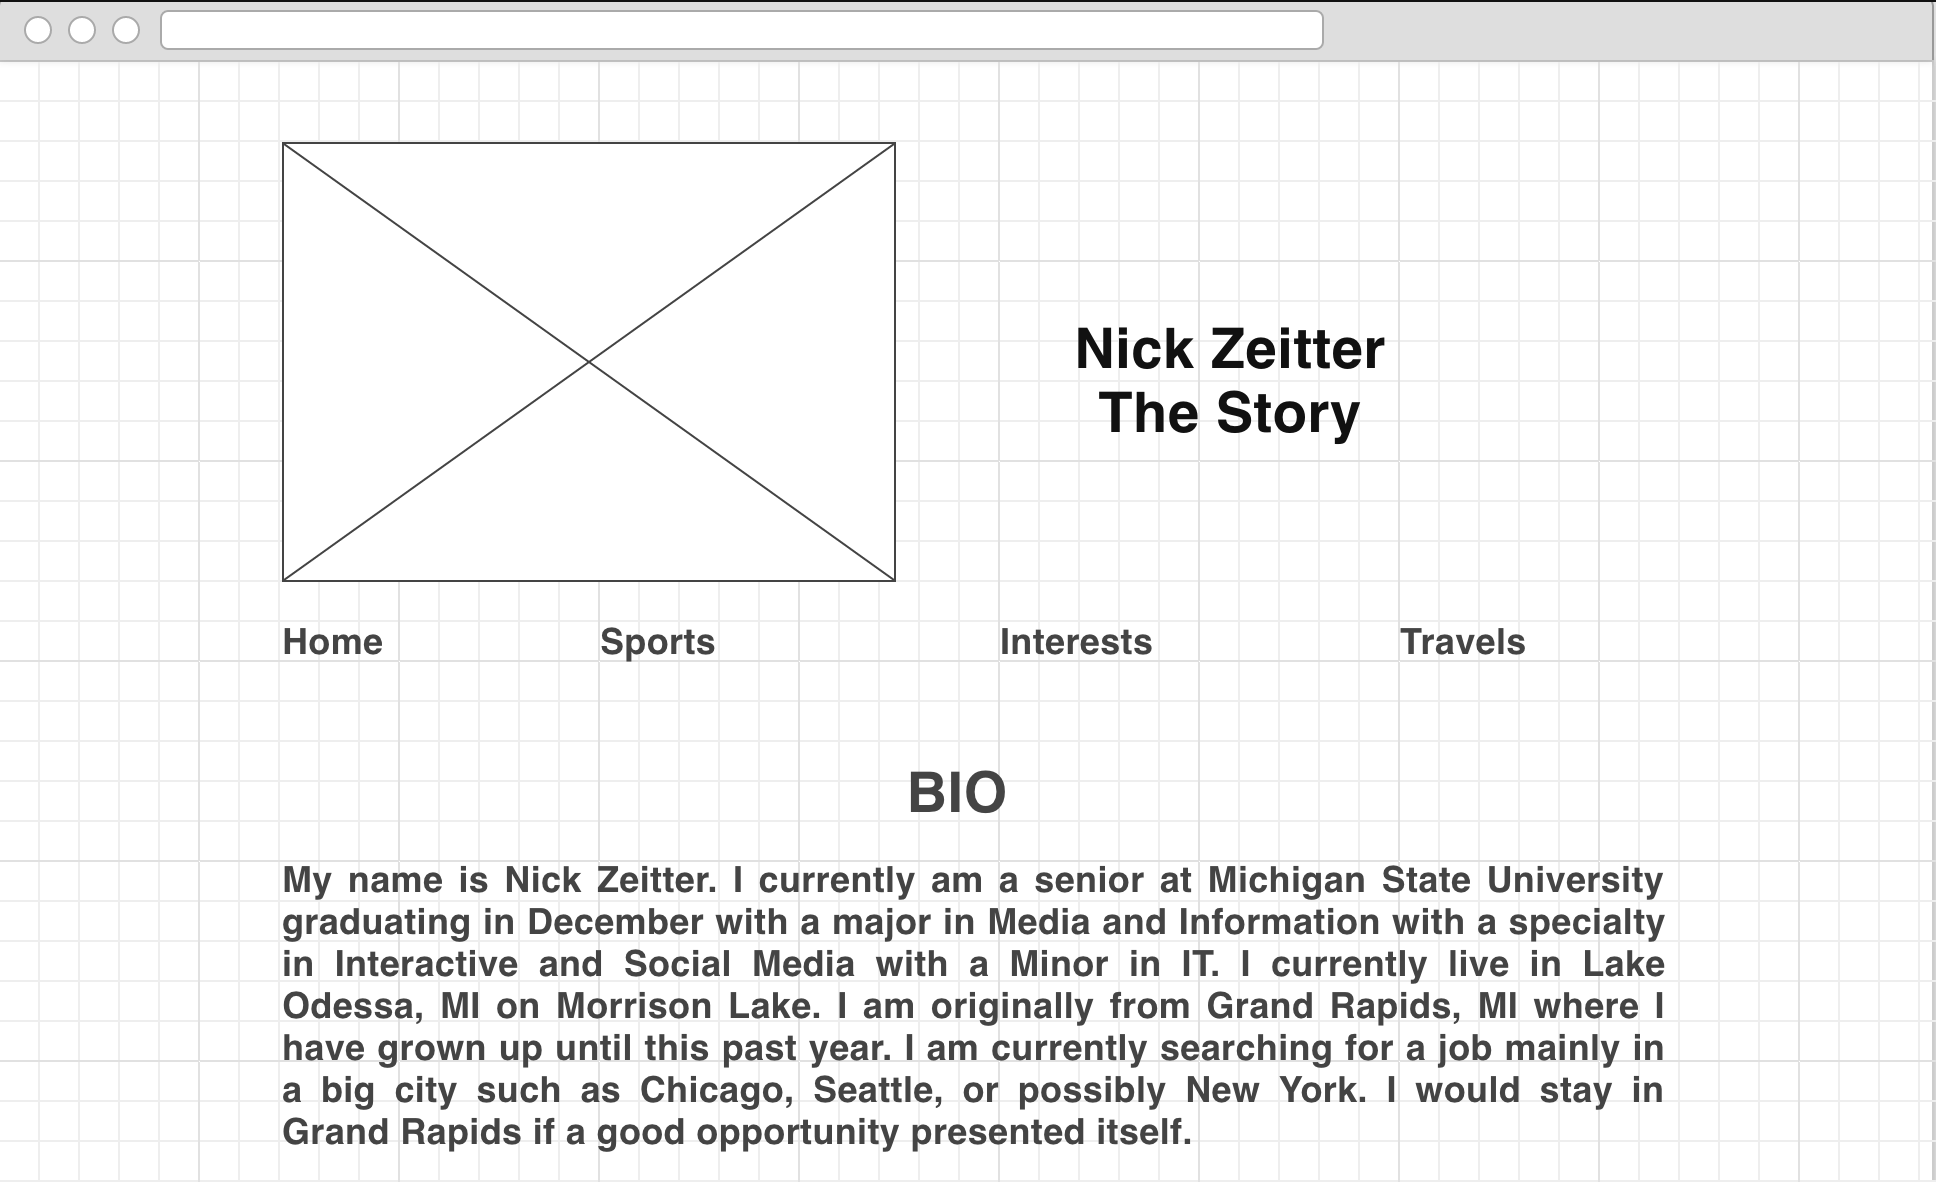 Nick Zeitter
The Story
Home Sports Interests Travels
BIO
My name is Nick Zeitter. I currently am a senior at Michigan State University
graduating in December with a major in Media and Information with a specialty
in Interactive and Social Media with a Minor in IT. I currently live in Lake
Odessa, MI on Morrison Lake. I am originally from Grand Rapids, MI where I
have grown up until this past year. I am currently searching for a job mainly in
a big city such as Chicago, Seattle, or possibly New York. I would stay in
Grand Rapids if a good opportunity presented itself.